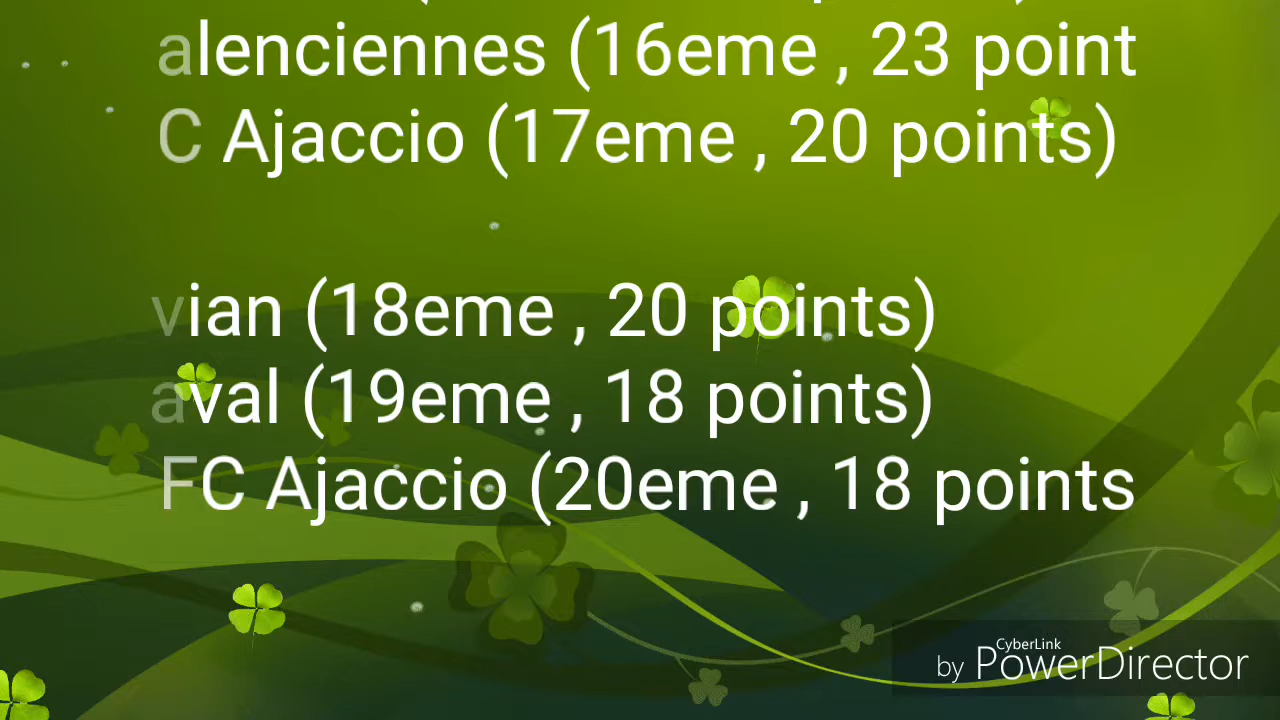 alenciennes (16eme , 23 point
C Ajaccio (17eme , 20 points)
vian (18eme , 20 points)
aval (19eme , 18 points)
FC Ajaccio (20eme , 18 points
by CyberLink PowerDirector